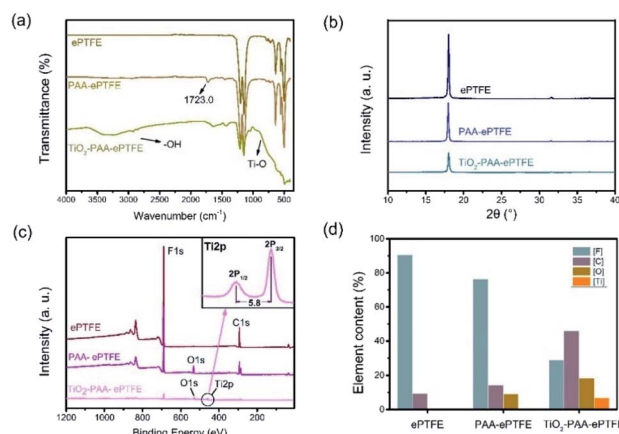 (a)
ePTFE
PAA-ePTFE
1723.0
TiO2-PAA-ePTFE
-OH
Ti-O
Transmittance (%)
4000 3500 3000 2500 2000 1500 1000 500
Wavenumber (cm-1)
(b)
ePTFE
PAA-ePTFE
TiO2-PAA-ePTFE
Intensity (a. u.)
10 15 20 25 30 35 40
2θ (°)
(c)
F1s
Ti2p
2P1/2
2P3/2
5.8
ePTFE
C1s
PAA- ePTFE
O1s
TiO2-PAA- ePTFE
O1s
Ti2p
Intensity (a. u.)
1200 1000 800 600 400 200
Binding Energy (eV)
(d)
[F]
[C]
[O]
[Ti]
100
80
60
40
20
0
Element content (%)
ePTFE PAA-ePTFE TiO2-PAA-ePTFE